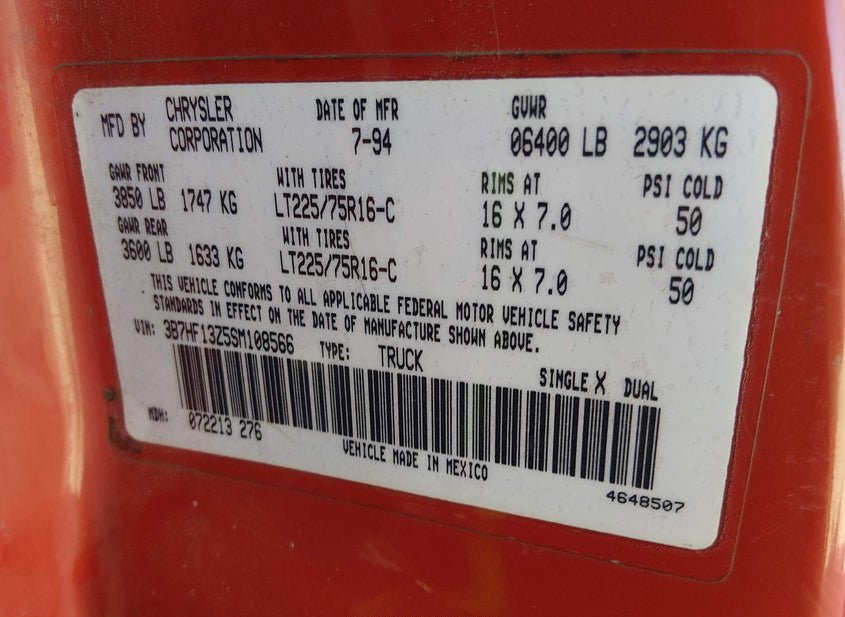 MFD BY CHRYSLER CORPORATION DATE OF MFR 7-94 GVWR 06400 LB 2903 KG
GAWR FRONT WITH TIRES RIMS AT PSI COLD
3850 LB 1747 KG LT225/75R16-C 16 X 7.0 50
GAWR REAR WITH TIRES RIMS AT PSI COLD
3600 LB 1633 KG LT225/75R16-C 16 X 7.0 50
THIS VEHICLE CONFORMS TO ALL APPLICABLE FEDERAL MOTOR VEHICLE SAFETY
STANDARDS IN EFFECT ON THE DATE OF MANUFACTURE SHOWN ABOVE.
VIN: 3B7HF13Z5SM108566 TYPE: TRUCK
SINGLE X DUAL
MDH: 072213 276
VEHICLE MADE IN MEXICO
4648507